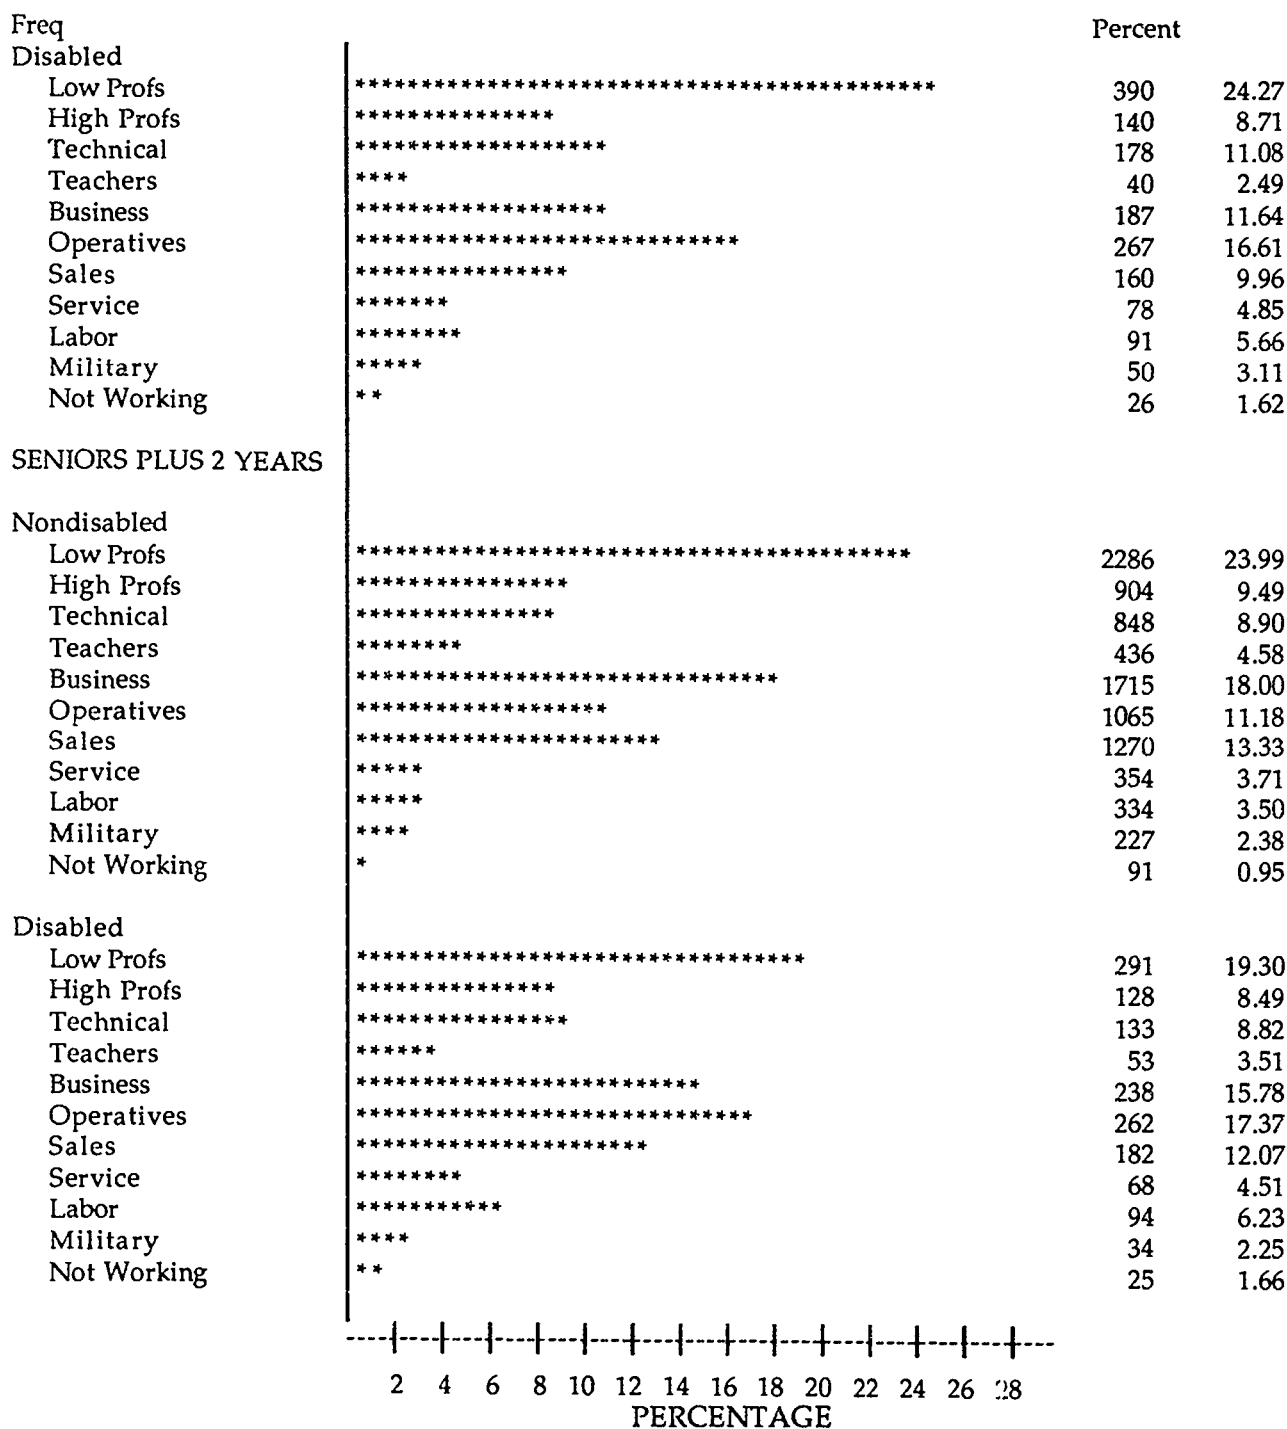 Freq Percent
Disabled
Low Profs ******************************************** 390 24.27
High Profs *************** 140 8.71
Technical ******************* 178 11.08
Teachers **** 40 2.49
Business ******************* 187 11.64
Operatives ***************************** 267 16.61
Sales **************** 160 9.96
Service ******* 78 4.85
Labor ******** 91 5.66
Military ***** 50 3.11
Not Working ** 26 1.62
SENIORS PLUS 2 YEARS
Nondisabled
Low Profs ****************************************** 2286 23.99
High Profs **************** 904 9.49
Technical *************** 848 8.90
Teachers ******** 436 4.58
Business ******************************** 1715 18.00
Operatives ******************* 1065 11.18
Sales *********************** 1270 13.33
Service ***** 354 3.71
Labor ***** 334 3.50
Military **** 227 2.38
Not Working * 91 0.95
Disabled
Low Profs ********************************** 291 19.30
High Profs *************** 128 8.49
Technical **************** 133 8.82
Teachers ****** 53 3.51
Business ************************** 238 15.78
Operatives ****************************** 262 17.37
Sales ********************** 182 12.07
Service ******** 68 4.51
Labor *********** 94 6.23
Military **** 34 2.25
Not Working ** 25 1.66
2 4 6 8 10 12 14 16 18 20 22 24 26 28
PERCENTAGE